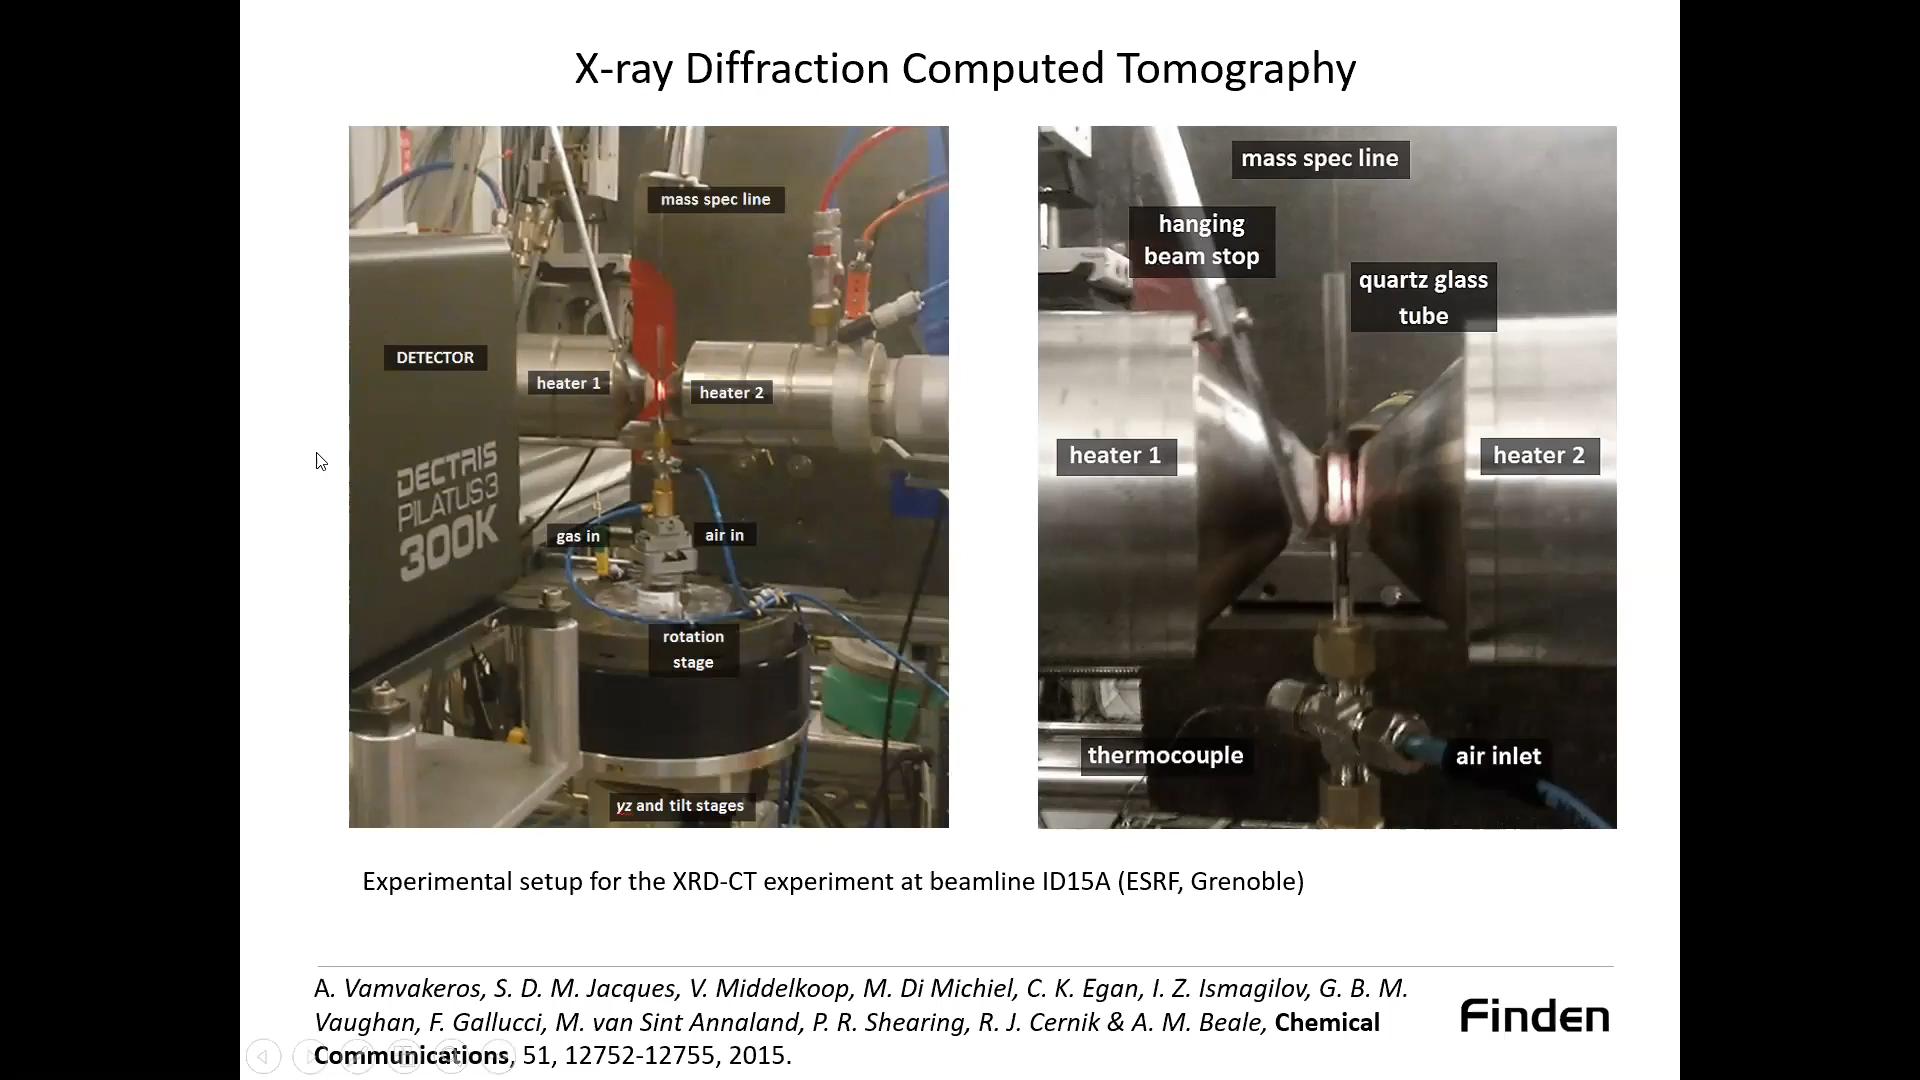 X-ray Diffraction Computed Tomography
mass spec line
DETECTOR
heater 1
heater 2
DECTRIS
PILATUS3
300K
gas in
air in
rotation
stage
yz and tilt stages
mass spec line
hanging
beam stop
quartz glass
tube
heater 1
heater 2
thermocouple
air inlet
Experimental setup for the XRD-CT experiment at beamline ID15A (ESRF, Grenoble)
A. Vamvakeros, S. D. M. Jacques, V. Middelkoop, M. Di Michiel, C. K. Egan, I. Z. Ismagilov, G. B. M.
Vaughan, F. Gallucci, M. van Sint Annaland, P. R. Shearing, R. J. Cernik & A. M. Beale, Chemical
Communications, 51, 12752-12755, 2015.
Finden